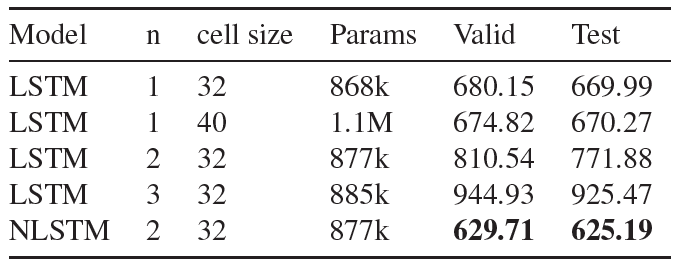 Model n cell size Params Valid Test
LSTM 1 32 868k 680.15 669.99
LSTM 1 40 1.1M 674.82 670.27
LSTM 2 32 877k 810.54 771.88
LSTM 3 32 885k 944.93 925.47
NLSTM 2 32 877k 629.71 625.19